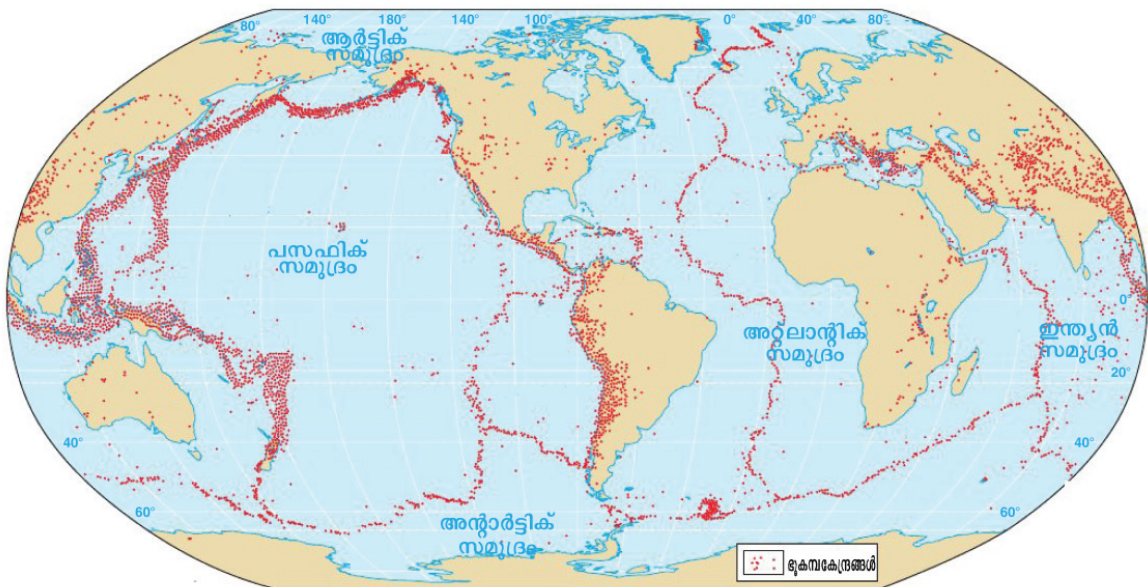 80° 140° 140° 100° 0° 40° 80°
ആർട്ടിക്
സമുദ്രം
പസഫിക്
സമുദ്രം
അറ്റ്ലാന്റിക്
സമുദ്രം
ഇന്ത്യൻ
സമുദ്രം
0°
20°
40° 40°
60° 60°
അന്റാർട്ടിക്
സമുദ്രം
ഭൂകമ്പകേന്ദ്രങ്ങൾ